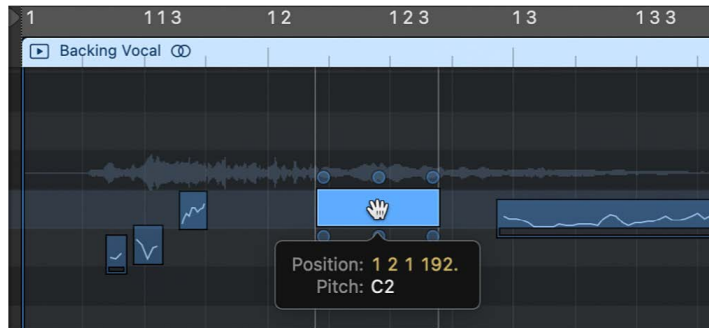 1 1 1 3 1 2 1 2 3 1 3 1 3 3
Backing Vocal
Position: 1 2 1 192.
Pitch: C2